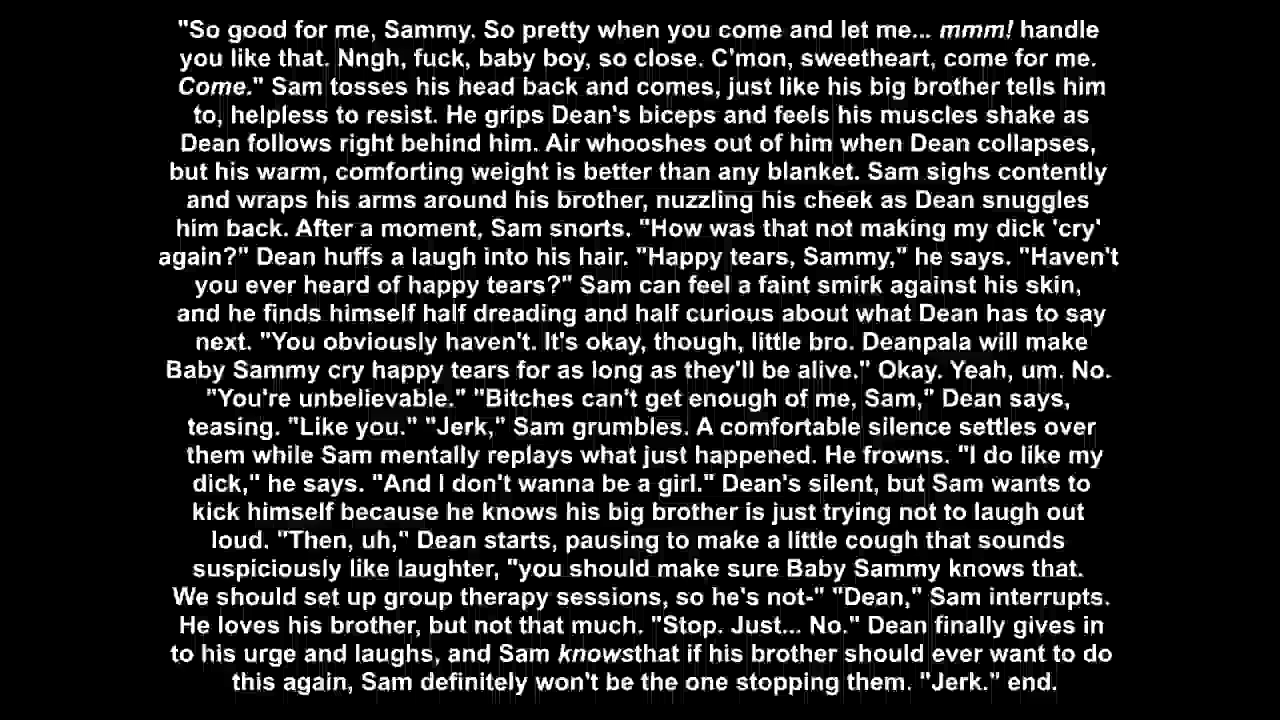 "So good for me, Sammy. So pretty when you come and let me... mmm! handle
you like that. Nngh, fuck, baby boy, so close. C'mon, sweetheart, come for me.
Come." Sam tosses his head back and comes, just like his big brother tells him
to, helpless to resist. He grips Dean's biceps and feels his muscles shake as
Dean follows right behind him. Air whooshes out of him when Dean collapses,
but his warm, comforting weight is better than any blanket. Sam sighs contently
and wraps his arms around his brother, nuzzling his cheek as Dean snuggles
him back. After a moment, Sam snorts. "How was that not making my dick 'cry'
again?" Dean huffs a laugh into his hair. "Happy tears, Sammy," he says. "Haven't
you ever heard of happy tears?" Sam can feel a faint smirk against his skin,
and he finds himself half dreading and half curious about what Dean has to say
next. "You obviously haven't. It's okay, though, little bro. Deanpala will make
Baby Sammy cry happy tears for as long as they'll be alive." Okay. Yeah, um. No.
"You're unbelievable." "Bitches can't get enough of me, Sam," Dean says,
teasing. "Like you." "Jerk," Sam grumbles. A comfortable silence settles over
them while Sam mentally replays what just happened. He frowns. "I do like my
dick," he says. "And I don't wanna be a girl." Dean's silent, but Sam wants to
kick himself because he knows his big brother is just trying not to laugh out
loud. "Then, uh," Dean starts, pausing to make a little cough that sounds
suspiciously like laughter, "you should make sure Baby Sammy knows that.
We should set up group therapy sessions, so he's not-" "Dean," Sam interrupts.
He loves his brother, but not that much. "Stop. Just... No." Dean finally gives in
to his urge and laughs, and Sam knowsthat if his brother should ever want to do
this again, Sam definitely won't be the one stopping them. "Jerk." end.